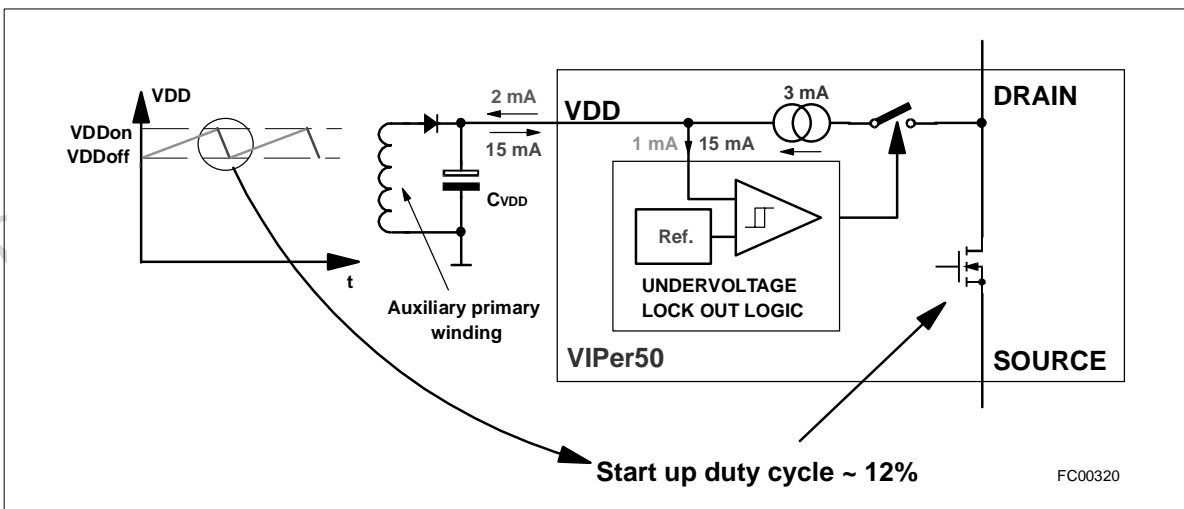 VDD
VDDon
VDDoff
t
2 mA
15 mA
CVDD
Auxiliary primary
winding
VDD
3 mA
1 mA
15 mA
DRAIN
Ref.
UNDERVOLTAGE
LOCK OUT LOGIC
VIPer50
SOURCE
Start up duty cycle ~ 12%
FC00320